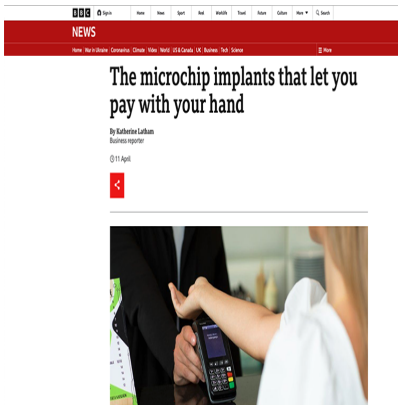 BBC Sign in Home News Sport Reel Worklife Travel Future Culture More Search
NEWS
Home War in Ukraine Coronavirus Climate Video World US & Canada UK Business Tech Science More
The microchip implants that let you
pay with your hand
By Katherine Latham
Business reporter
11 April